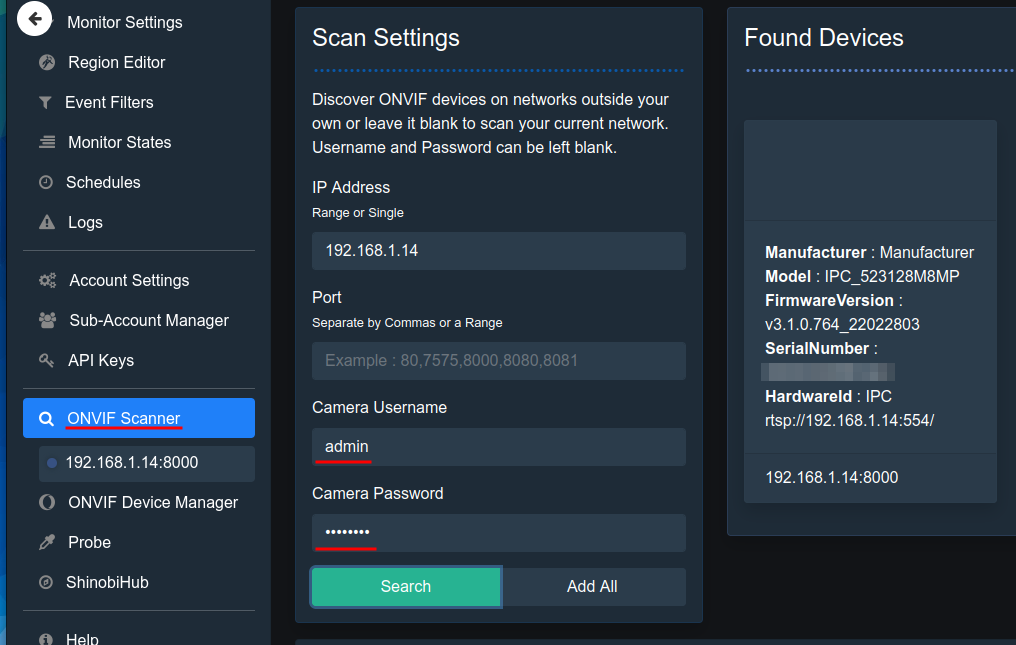 Monitor Settings
Region Editor
Event Filters
Monitor States
Schedules
Logs
Account Settings
Sub-Account Manager
API Keys
ONVIF Scanner
192.168.1.14:8000
ONVIF Device Manager
Probe
ShinobiHub
Help
Scan Settings
Discover ONVIF devices on networks outside your
own or leave it blank to scan your current network.
Username and Password can be left blank.
IP Address
Range or Single
192.168.1.14
Port
Separate by Commas or a Range
Example : 80,7575,8000,8080,8081
Camera Username
admin
Camera Password
••••••••
Search
Add All
Found Devices
Manufacturer : Manufacturer
Model : IPC_523128M8MP
FirmwareVersion :
v3.1.0.764_22022803
SerialNumber :
HardwareId : IPC
rtsp://192.168.1.14:554/
192.168.1.14:8000